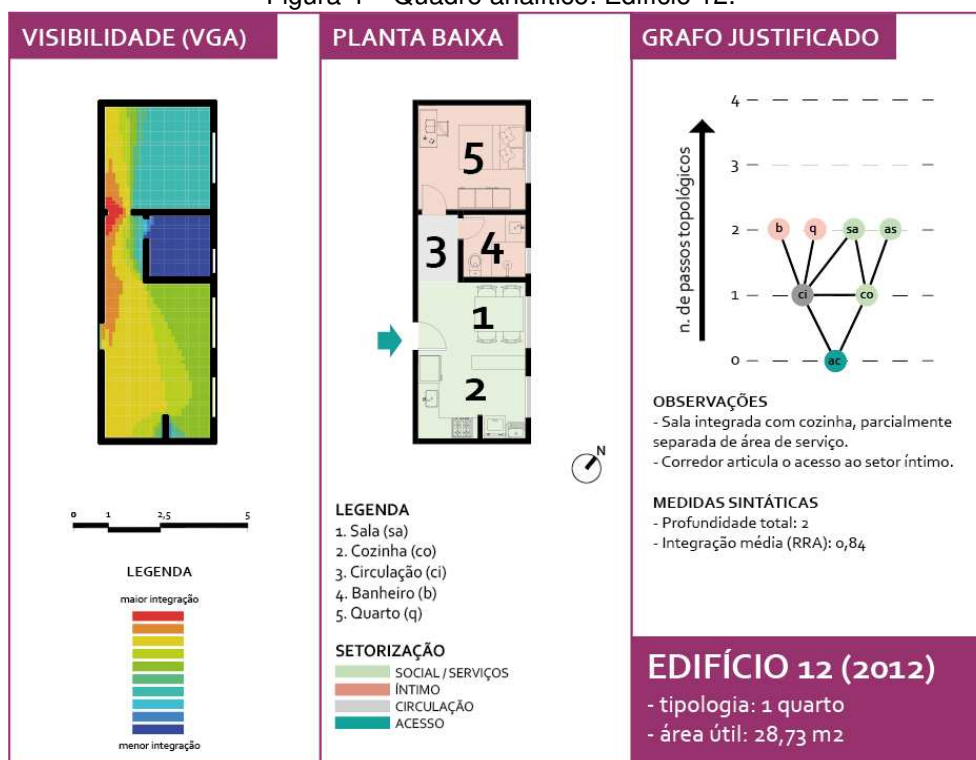 Figura 4 – Quadro analítico: Edifício 12.
VISIBILIDADE (VGA)
0 1 2,5 5
LEGENDA
maior integração
menor integração
PLANTA BAIXA
5
3
4
1
2
N
LEGENDA
1. Sala (sa)
2. Cozinha (co)
3. Circulação (ci)
4. Banheiro (b)
5. Quarto (q)
SETORIZAÇÃO
SOCIAL / SERVIÇOS
ÍNTIMO
CIRCULAÇÃO
ACESSO
GRAFO JUSTIFICADO
n. de passos topológicos
4
3
2 b q sa as
1 ci co
0 ac
OBSERVAÇÕES
- Sala integrada com cozinha, parcialmente
separada de área de serviço.
- Corredor articula o acesso ao setor íntimo.
MEDIDAS SINTÁTICAS
- Profundidade total: 2
- Integração média (RRA): 0,84
EDIFÍCIO 12 (2012)
- tipologia: 1 quarto
- área útil: 28,73 m2